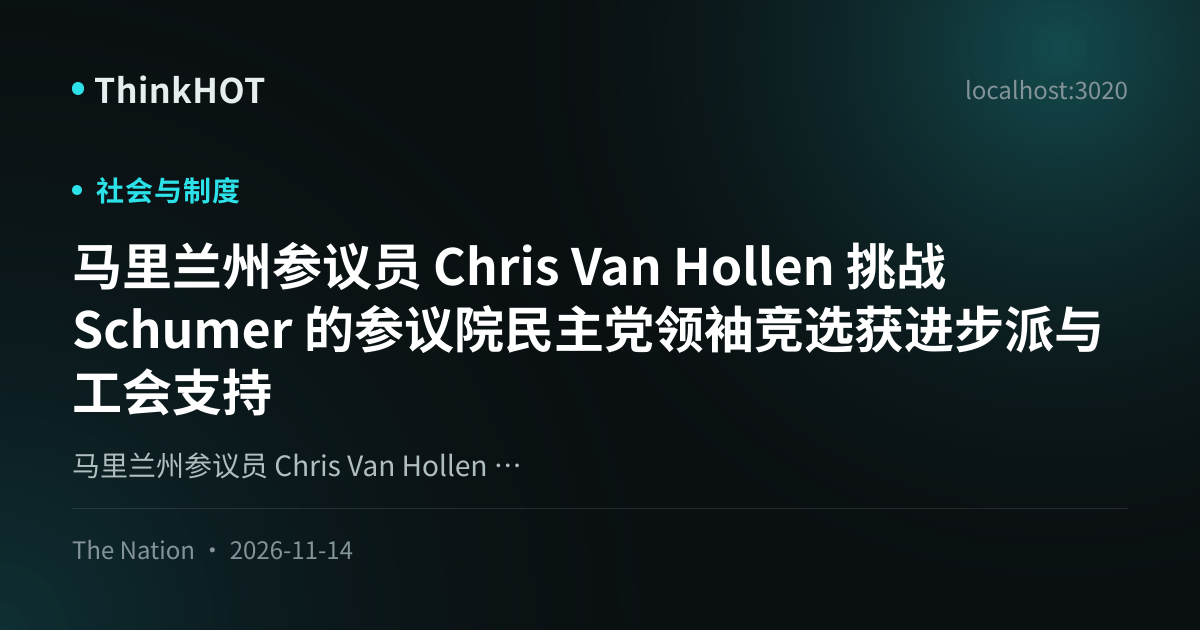 ThinkHOT
localhost:3020
社会与制度
马里兰州参议员 Chris Van Hollen 挑战
Schumer 的参议院民主党领袖竞选获进步派与
工会支持
马里兰州参议员 Chris Van Hollen …
The Nation · 2026-11-14